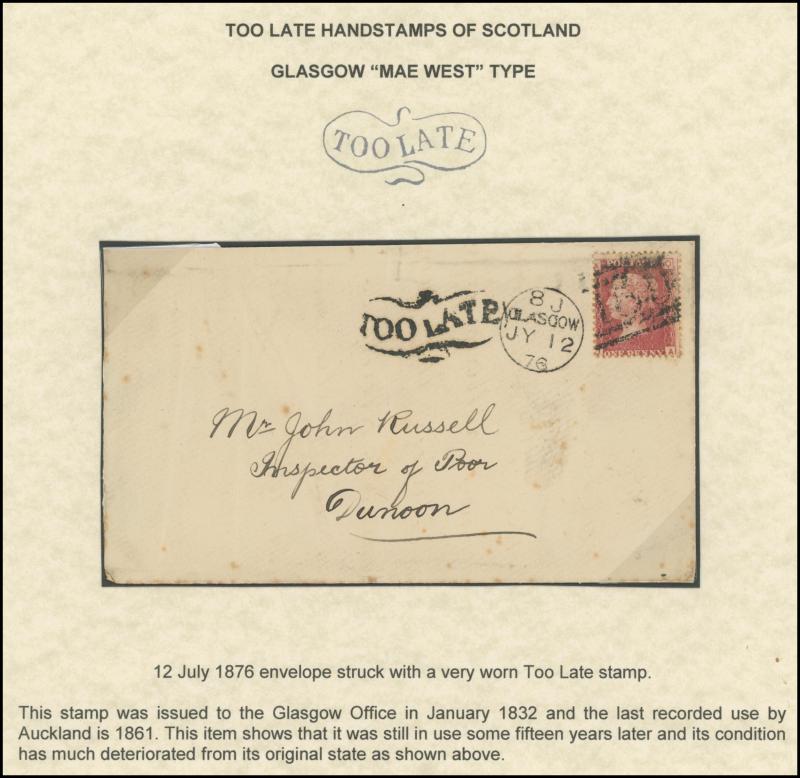 TOO LATE HANDSTAMPS OF SCOTLAND
GLASGOW “MAE WEST” TYPE
TOO LATE
TOO LATE
8 J
GLASGOW
JY 12
76
ONE PENNY
Mr John Russell
Inspector of Poor
Dunoon
12 July 1876 envelope struck with a very worn Too Late stamp.
This stamp was issued to the Glasgow Office in January 1832 and the last recorded use by
Auckland is 1861. This item shows that it was still in use some fifteen years later and its condition
has much deteriorated from its original state as shown above.